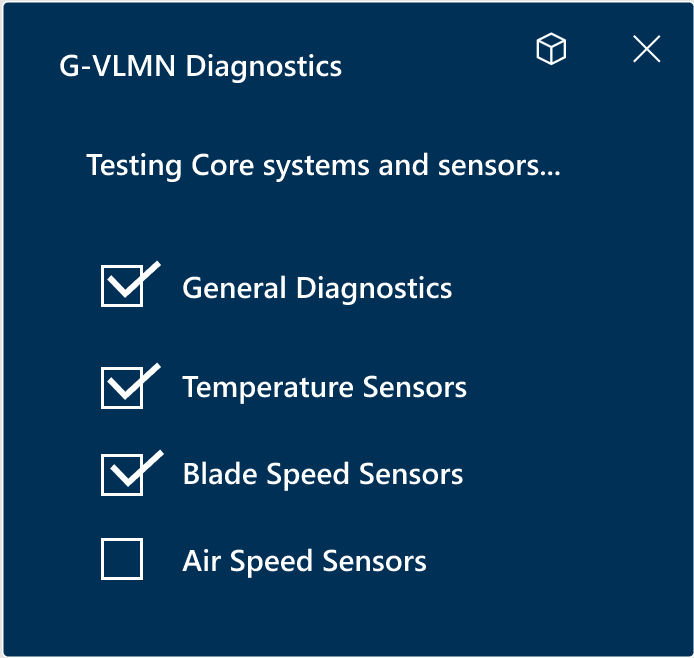 G-VLMN Diagnostics
Testing Core systems and sensors...
General Diagnostics
Temperature Sensors
Blade Speed Sensors
Air Speed Sensors